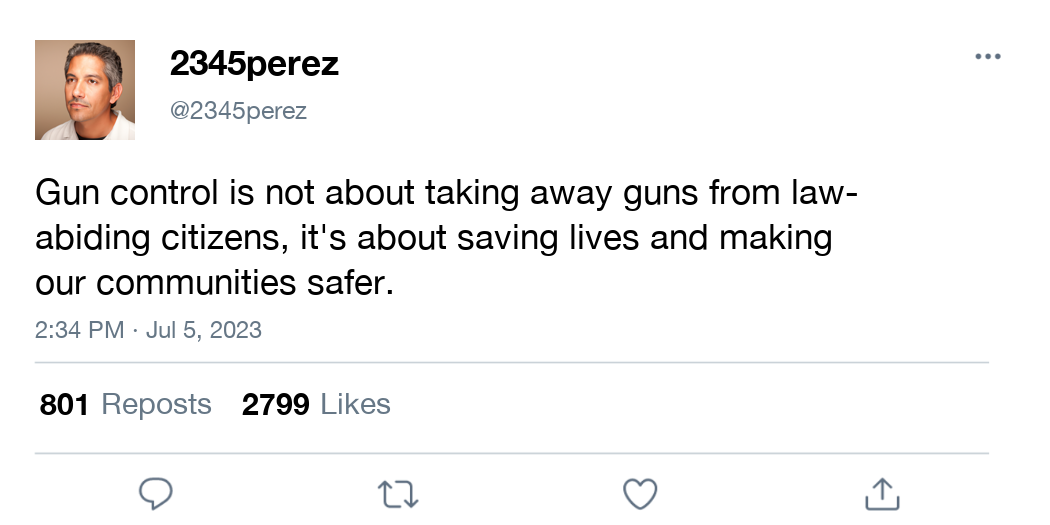 2345perez
@2345perez
Gun control is not about taking away guns from law-
abiding citizens, it's about saving lives and making
our communities safer.
2:34 PM · Jul 5, 2023
801 Reposts 2799 Likes